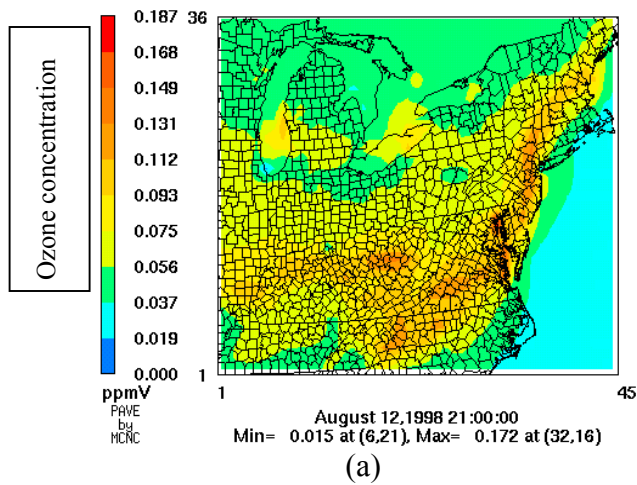 Ozone concentration
0.187
0.168
0.149
0.131
0.112
0.093
0.075
0.056
0.037
0.019
0.000
ppmV
PAVE
by
MCNC
36
1
1
45
August 12,1998 21:00:00
Min= 0.015 at (6,21), Max= 0.172 at (32,16)
(a)